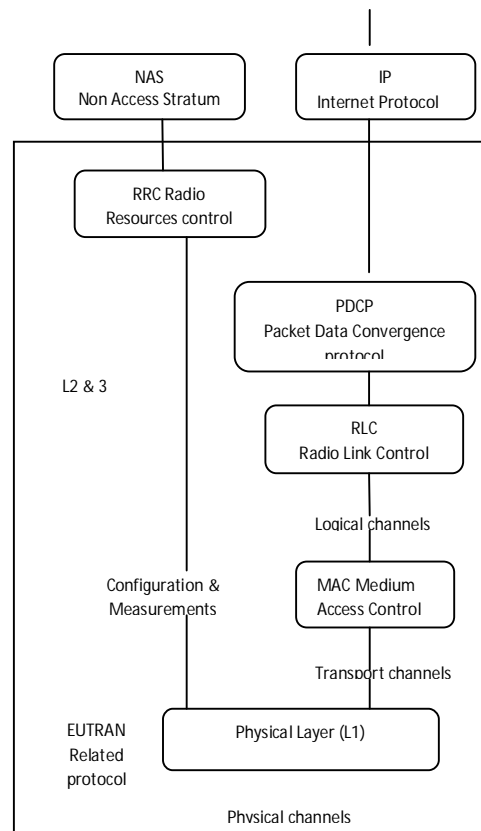 NAS
Non Access Stratum
IP
Internet Protocol
RRC Radio
Resources control
PDCP
Packet Data Convergence
protocol
L2 & 3
RLC
Radio Link Control
Logical channels
Configuration &
Measurements
MAC Medium
Access Control
Transport channels
EUTRAN
Related
protocol
Physical Layer (L1)
Physical channels